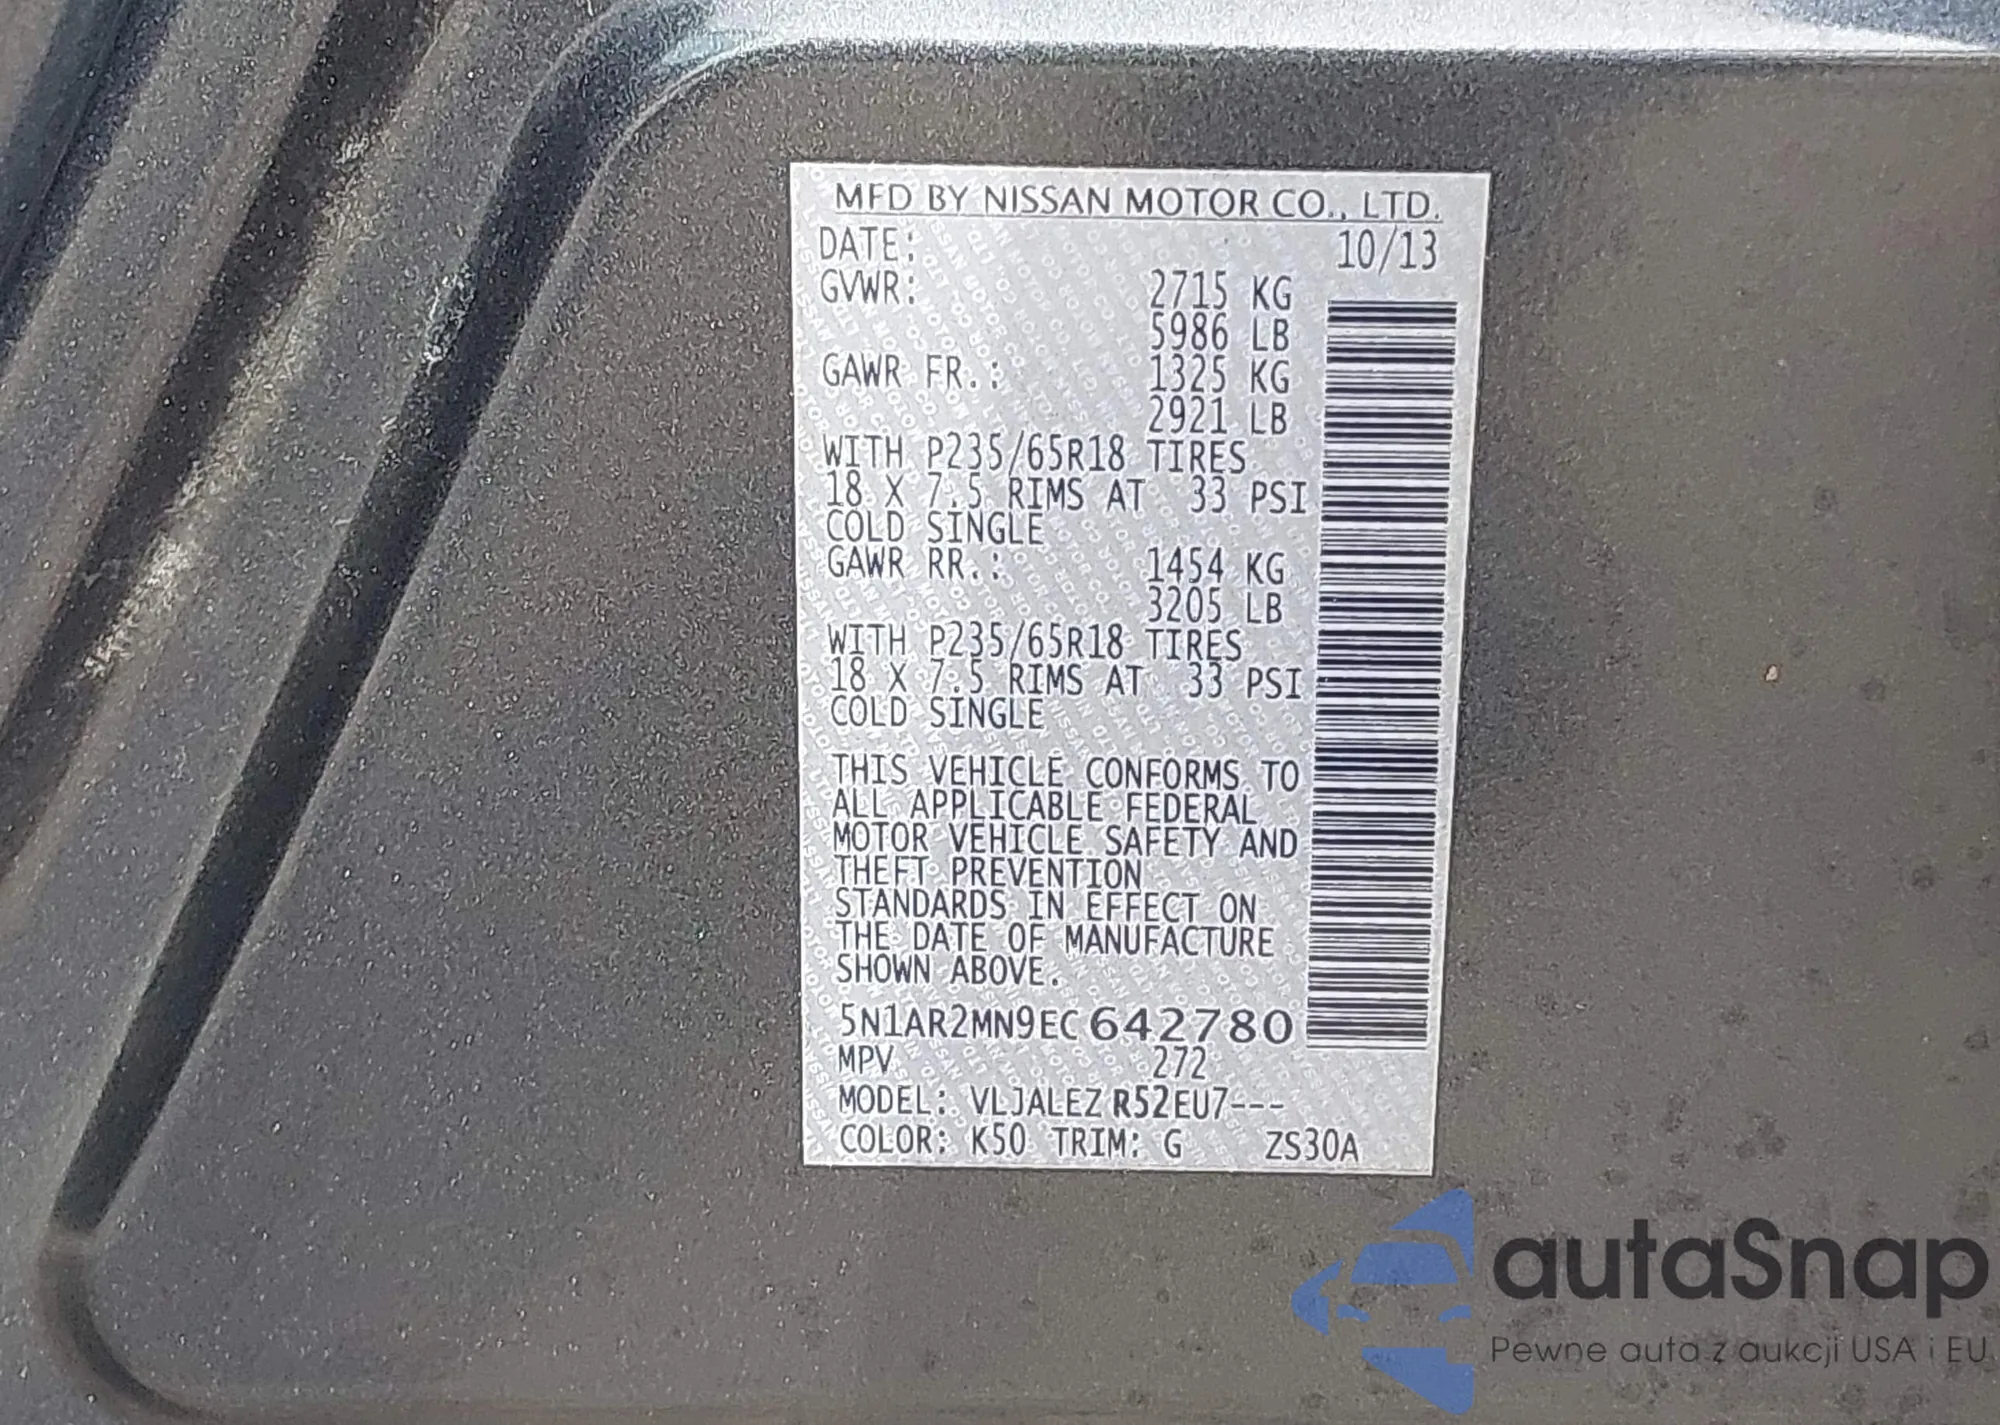 MFD BY NISSAN MOTOR CO., LTD.
DATE: 10/13
GVWR: 2715 KG
5986 LB
GAWR FR.: 1325 KG
2921 LB
WITH P235/65R18 TIRES
18 X 7.5 RIMS AT 33 PSI
COLD SINGLE
GAWR RR.: 1454 KG
3205 LB
WITH P235/65R18 TIRES
18 X 7.5 RIMS AT 33 PSI
COLD SINGLE
THIS VEHICLE CONFORMS TO
ALL APPLICABLE FEDERAL
MOTOR VEHICLE SAFETY AND
THEFT PREVENTION
STANDARDS IN EFFECT ON
THE DATE OF MANUFACTURE
SHOWN ABOVE.
5N1AR2MN9EC642780
MPV 272
MODEL: VLJALEZ R52EU7---
COLOR: K50 TRIM: G ZS30A
autaSnap
Pewne auta z aukcji USA i EU